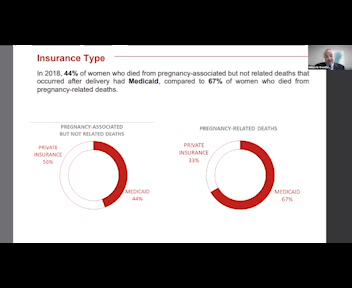 Insurance Type
In 2018, 44% of women who died from pregnancy-associated but not related deaths that
occurred after delivery had Medicaid, compared to 67% of women who died from
pregnancy-related deaths.
PREGNANCY-ASSOCIATED
BUT NOT RELATED DEATHS
PRIVATE
INSURANCE
56%
MEDICAID
44%
PREGNANCY-RELATED DEATHS
PRIVATE
INSURANCE
33%
MEDICAID
67%